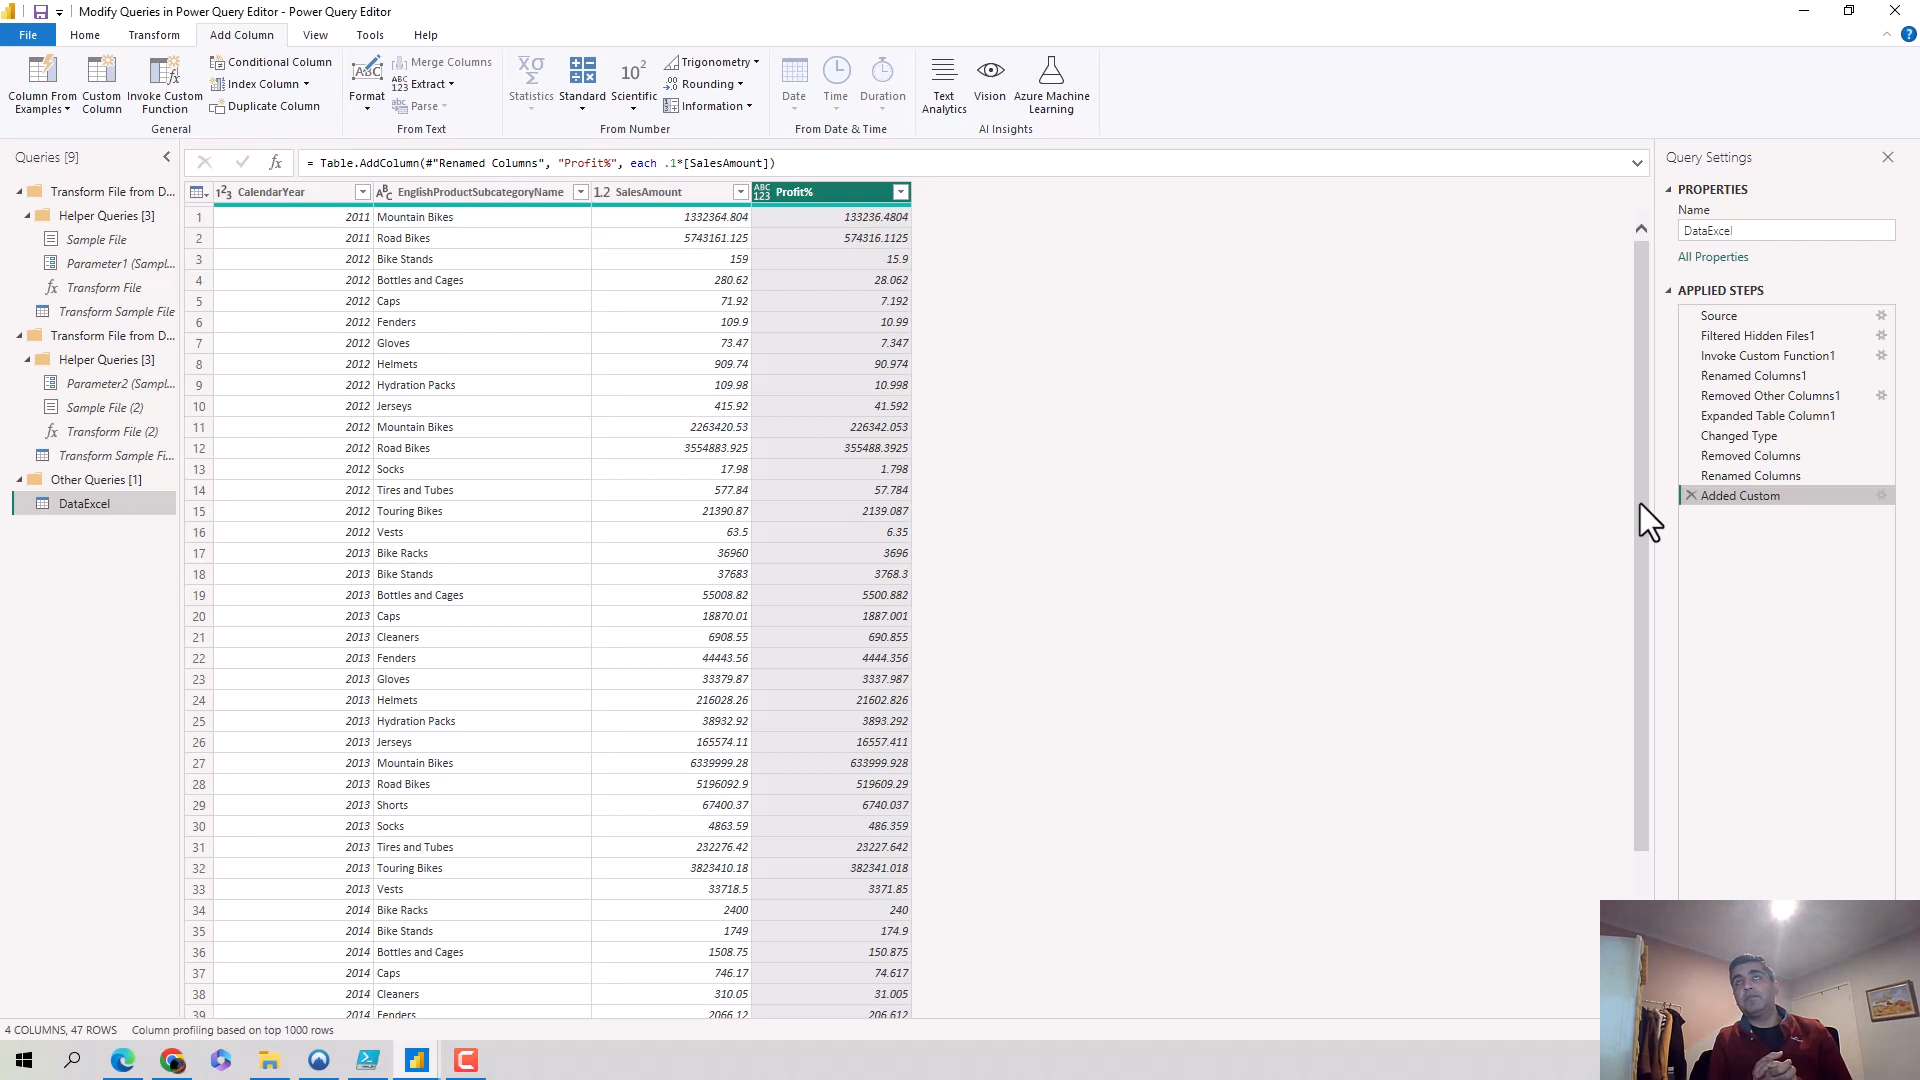 Modify Queries in Power Query Editor - Power Query Editor
File Home Transform Add Column View Tools Help
Column From Examples
Custom Column
Invoke Custom Function
Conditional Column
Index Column
Duplicate Column
General
Format
Merge Columns
Extract
Parse
From Text
Statistics
Standard
Scientific
Trigonometry
Rounding
Information
From Number
Date
Time
Duration
From Date & Time
Text Analytics
Vision
Azure Machine Learning
AI Insights
Queries [9]
Transform File from D...
Helper Queries [3]
Sample File
Parameter1 (Sampl...
Transform File
Transform Sample File
Transform File from D...
Helper Queries [3]
Parameter2 (Sampl...
Sample File (2)
Transform File (2)
Transform Sample Fi...
Other Queries [1]
DataExcel
= Table.AddColumn(#"Renamed Columns", "Profit%", each .1*[SalesAmount])
CalendarYear EnglishProductSubcategoryName 1.2 SalesAmount Profit%
1 2011 Mountain Bikes 1332364.804 133236.4804
2 2011 Road Bikes 5743161.125 574316.1125
3 2012 Bike Stands 159 15.9
4 2012 Bottles and Cages 280.62 28.062
5 2012 Caps 71.92 7.192
6 2012 Fenders 109.9 10.99
7 2012 Gloves 73.47 7.347
8 2012 Helmets 909.74 90.974
9 2012 Hydration Packs 109.98 10.998
10 2012 Jerseys 415.92 41.592
11 2012 Mountain Bikes 2263420.53 226342.053
12 2012 Road Bikes 3554883.925 355488.3925
13 2012 Socks 17.98 1.798
14 2012 Tires and Tubes 577.84 57.784
15 2012 Touring Bikes 21390.87 2139.087
16 2012 Vests 63.5 6.35
17 2013 Bike Racks 36960 3696
18 2013 Bike Stands 37683 3768.3
19 2013 Bottles and Cages 55008.82 5500.882
20 2013 Caps 18870.01 1887.001
21 2013 Cleaners 6908.55 690.855
22 2013 Fenders 44443.56 4444.356
23 2013 Gloves 33379.87 3337.987
24 2013 Helmets 216028.26 21602.826
25 2013 Hydration Packs 38932.92 3893.292
26 2013 Jerseys 165574.11 16557.411
27 2013 Mountain Bikes 6339999.28 633999.928
28 2013 Road Bikes 5196092.9 519609.29
29 2013 Shorts 67400.37 6740.037
30 2013 Socks 4863.59 486.359
31 2013 Tires and Tubes 232276.42 23227.642
32 2013 Touring Bikes 3823410.18 382341.018
33 2013 Vests 33718.5 3371.85
34 2014 Bike Racks 2400 240
35 2014 Bike Stands 1749 174.9
36 2014 Bottles and Cages 1508.75 150.875
37 2014 Caps 746.17 74.617
38 2014 Cleaners 310.05 31.005
39 2014 Fenders 2066.12 206.612
Query Settings
PROPERTIES
Name
DataExcel
All Properties
APPLIED STEPS
Source
Filtered Hidden Files1
Invoke Custom Function1
Renamed Columns1
Removed Other Columns1
Expanded Table Column1
Changed Type
Removed Columns
Renamed Columns
Added Custom
4 COLUMNS, 47 ROWS Column profiling based on top 1000 rows